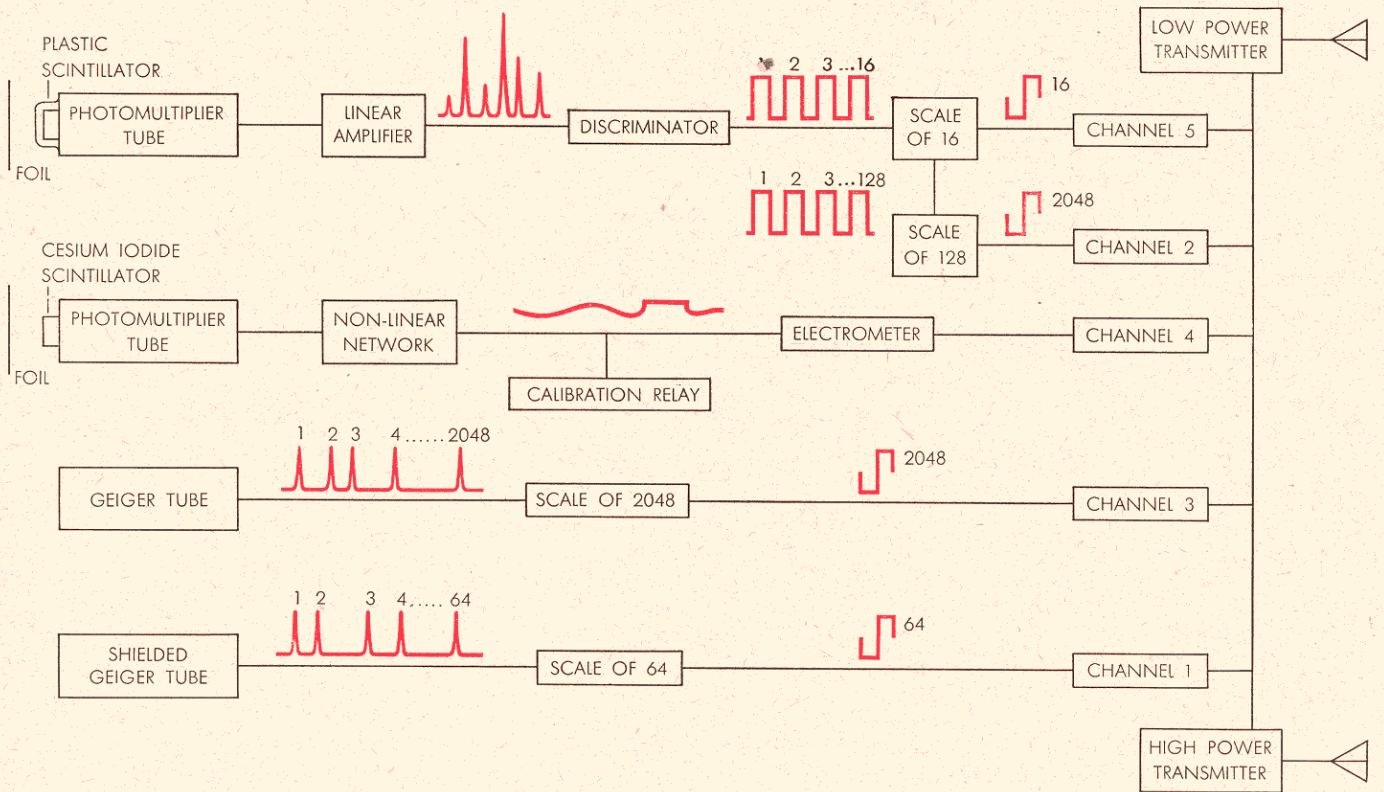 LOW POWER
TRANSMITTER
PLASTIC
SCINTILLATOR
PHOTOMULTIPLIER
TUBE
FOIL
LINEAR
AMPLIFIER
DISCRIMINATOR
2 3 ...16
SCALE
OF 16
16
CHANNEL 5
1 2 3...128
SCALE
OF 128
2048
CHANNEL 2
CESIUM IODIDE
SCINTILLATOR
PHOTOMULTIPLIER
TUBE
FOIL
NON-LINEAR
NETWORK
CALIBRATION RELAY
ELECTROMETER
CHANNEL 4
GEIGER TUBE
1 2 3 4 ...... 2048
SCALE OF 2048
2048
CHANNEL 3
SHIELDED
GEIGER TUBE
1 2 3 4, .... 64
SCALE OF 64
64
CHANNEL 1
HIGH POWER
TRANSMITTER